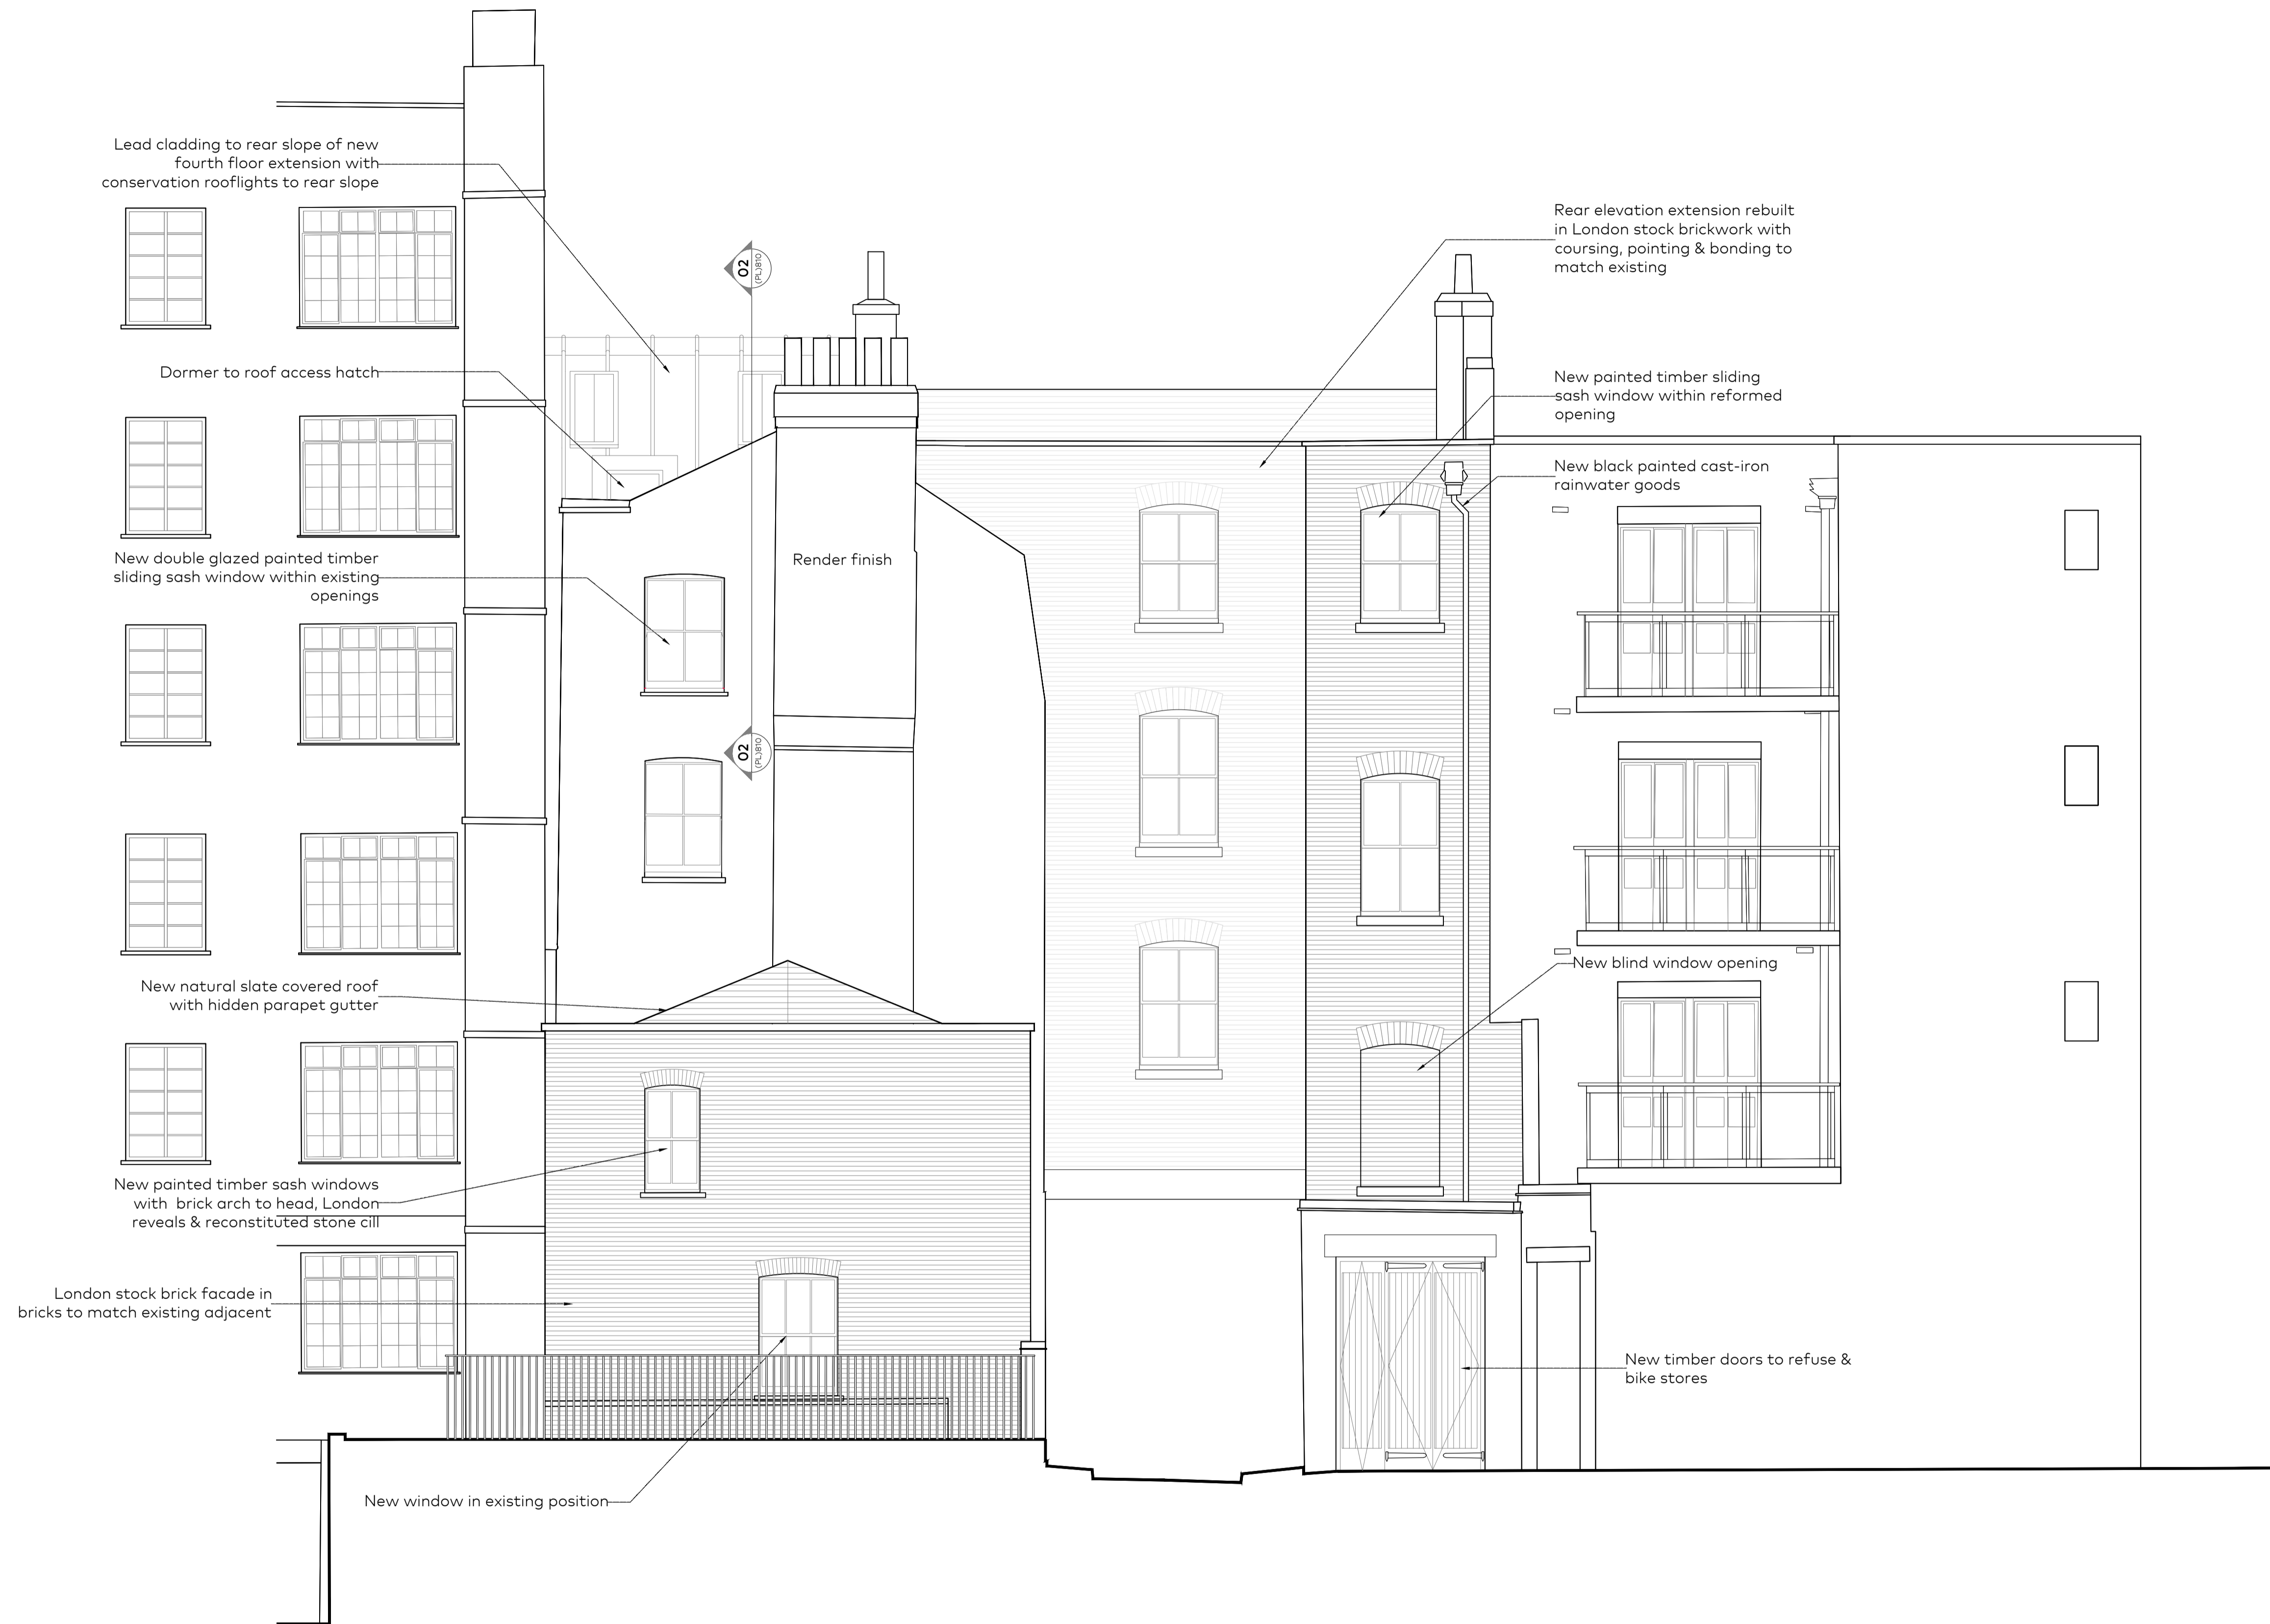 Lead cladding to rear slope of new
fourth floor extension with
conservation rooflights to rear slope
Dormer to roof access hatch
New double glazed painted timber
sliding sash window within existing
openings
New natural slate covered roof
with hidden parapet gutter
New painted timber sash windows
with brick arch to head, London
reveals & reconstituted stone cill
London stock brick facade in
bricks to match existing adjacent
New window in existing position
02
(PL)810
02
(PL)810
Render finish
Rear elevation extension rebuilt
in London stock brickwork with
coursing, pointing & bonding to
match existing
New painted timber sliding
sash window within reformed
opening
New black painted cast-iron
rainwater goods
New blind window opening
New timber doors to refuse &
bike stores